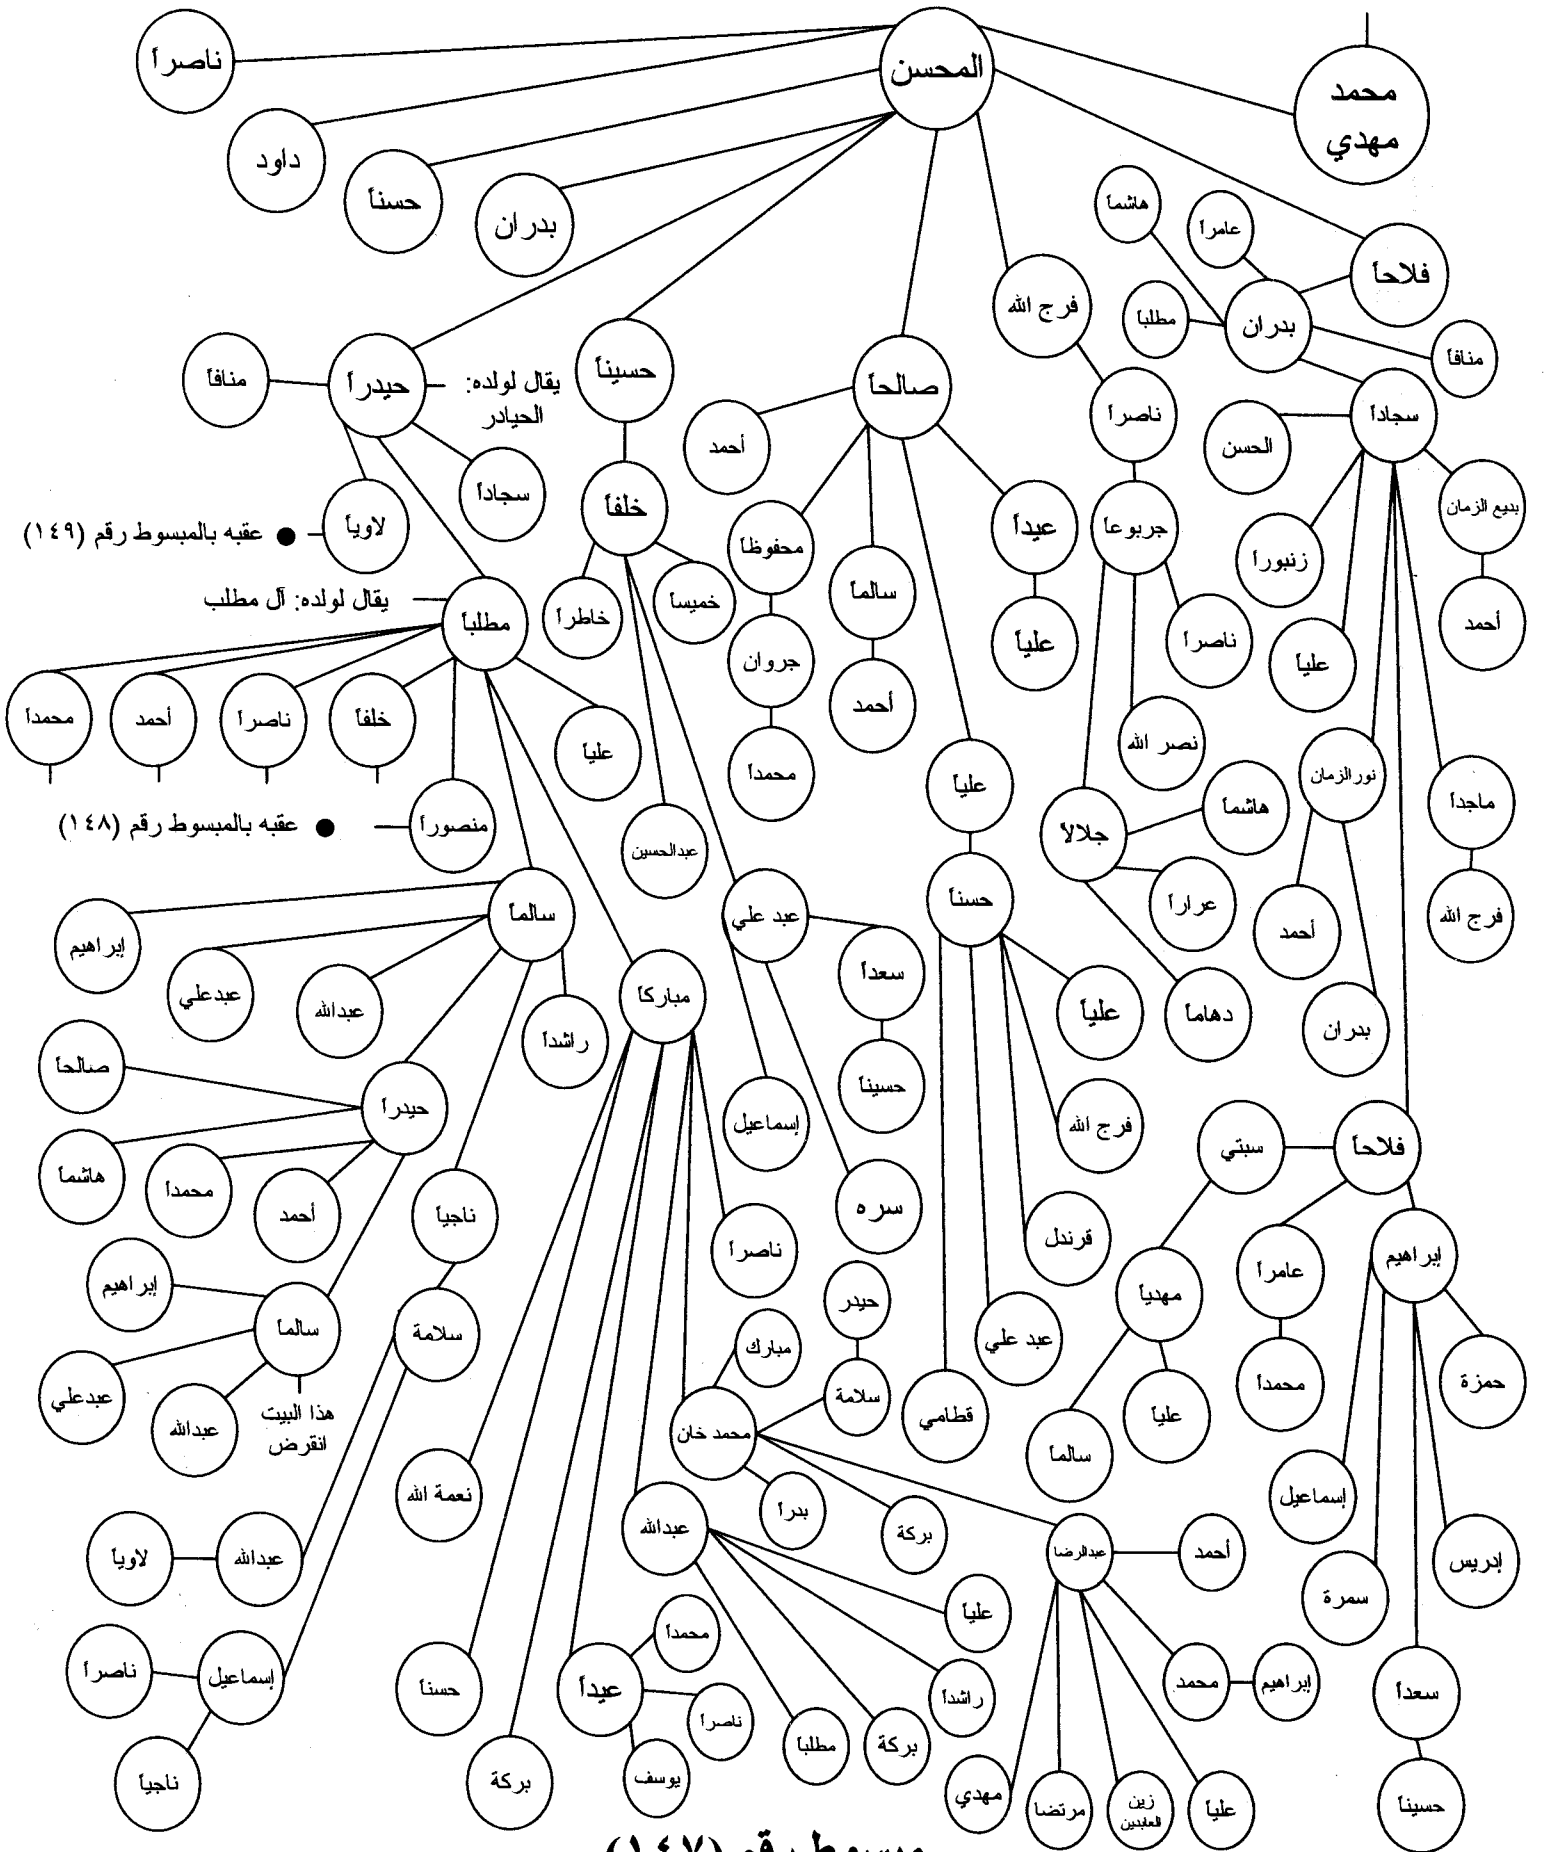 محمد
مهدي
المحسن
ناصراً
داود
حسناً
بدران
هاشماً
عامراً
فلاحاً
فرج الله
مطلبا
بدران
منافاً
منافاً
حيدراً
يقال لولده:
الحيادر
حسيناً
صالحاً
أحمد
ناصراً
سجاداً
الحسن
سجاداً
بديع الزمان
خلفاً
عيداً
جربوعا
زنبوراً
لاوياً
● عقبه بالمبسوط رقم (١٤٩)
محفوظا
سالماً
أحمد
علياً
ناصراً
علياً
يقال لولده: آل مطلب
مطلباً
خاطراً
خميساً
جروان
أحمد
محمداً
أحمد
ناصراً
خلفاً
علياً
محمداً
علياً
نصر الله
نور الزمان
ماجداً
هاشماً
جلالاً
منصوراً
● عقبه بالمبسوط رقم (١٤٨)
عبدالحسين
عبد علي
حسناً
عراراً
أحمد
فرج الله
سالماً
إبراهيم
عبدعلي
عبدالله
راشداً
مباركاً
سعداً
علياً
دهاماً
بدران
صالحاً
حيدراً
حسيناً
إسماعيل
فرج الله
سبتي
فلاحاً
هاشماً
محمداً
أحمد
ناجياً
سره
ناصراً
قرندل
عامراً
إبراهيم
مهدياً
إبراهيم
سالماً
سلامة
حيدر
عبد علي
محمداً
حمزة
مبارك
عبدعلي
عبدالله
هذا البيت
انقرض
سلامة
قطامي
علياً
محمد خان
سالماً
نعمة الله
بدراً
بركة
إسماعيل
عبدالله
عبدالرضا
أحمد
إدريس
لاوياً
عبدالله
سمرة
علياً
محمداً
ناصراً
إسماعيل
حسناً
عيداً
ناصراً
راشداً
محمد
إبراهيم
سعداً
مطلبا
بركة
ناجياً
بركة
يوسف
مهدي
مرتضا
زين
العابدين
علياً
حسيناً
مبسوط رقم (١٤٧)